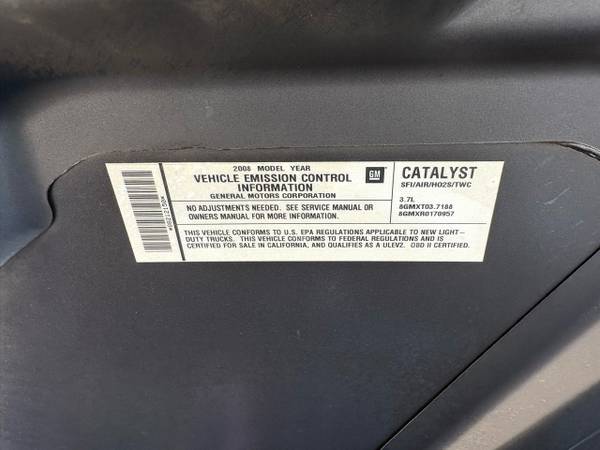 2008 MODEL YEAR
VEHICLE EMISSION CONTROL
INFORMATION
GENERAL MOTORS CORPORATION
GM
NO ADJUSTMENTS NEEDED. SEE SERVICE MANUAL OR
OWNERS MANUAL FOR MORE INFORMATION.
CATALYST
SFI/AIR/HO2S/TWC
3.7L
8GMXT03.7188
8GMXR0170957
THIS VEHICLE CONFORMS TO U.S. EPA REGULATIONS APPLICABLE TO NEW LIGHT-
DUTY TRUCKS. THIS VEHICLE CONFORMS TO FEDERAL REGULATIONS AND IS
CERTIFIED FOR SALE IN CALIFORNIA, AND QUALIFIES AS A ULEV2. OBD II CERTIFIED.